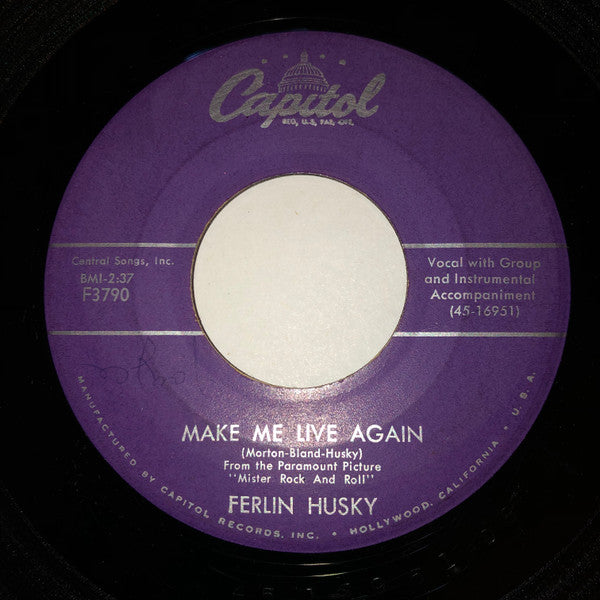 Capitol
REG. U.S. PAT. OFF.
Central Songs, Inc.
BMI-2:37
F3790
Vocal with Group
and Instrumental
Accompaniment
(45-16951)
MAKE ME LIVE AGAIN
(Morton-Bland-Husky)
From the Paramount Picture
"Mister Rock And Roll"
FERLIN HUSKY
MANUFACTURED BY CAPITOL RECORDS, INC. • HOLLYWOOD, CALIFORNIA • U.S.A.